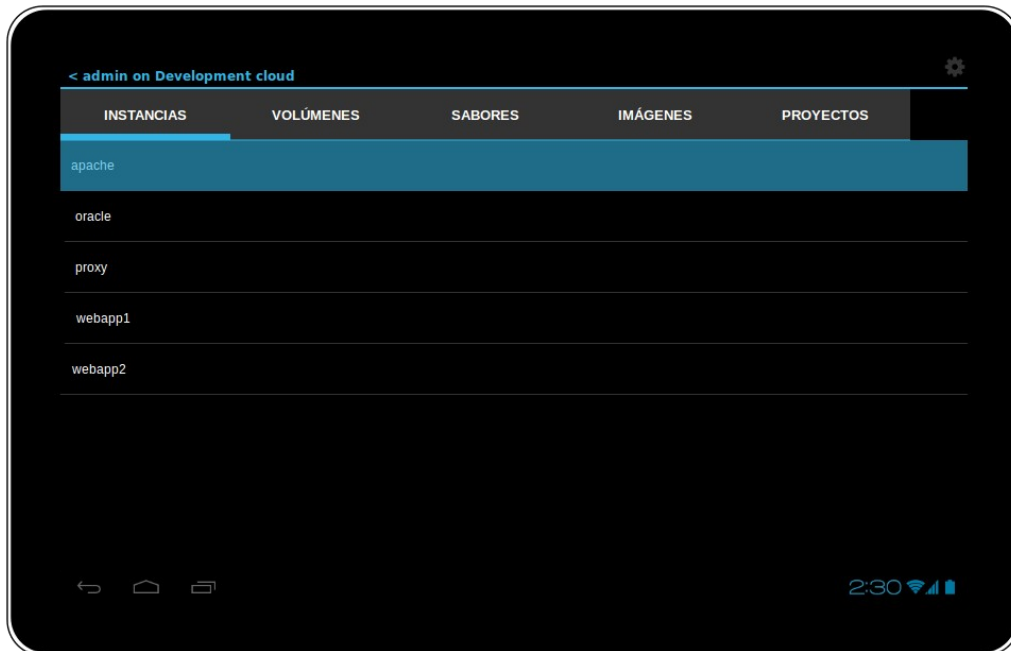 < admin on Development cloud
INSTANCIAS VOLÚMENES SABORES IMÁGENES PROYECTOS
apache
oracle
proxy
webapp1
webapp2
2:30